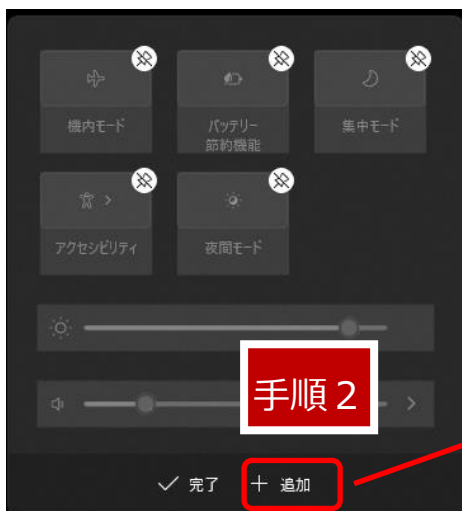 機内モード
バッテリー
節約機能
集中モード
アクセシビリティ
夜間モード
手順２
完了
追加